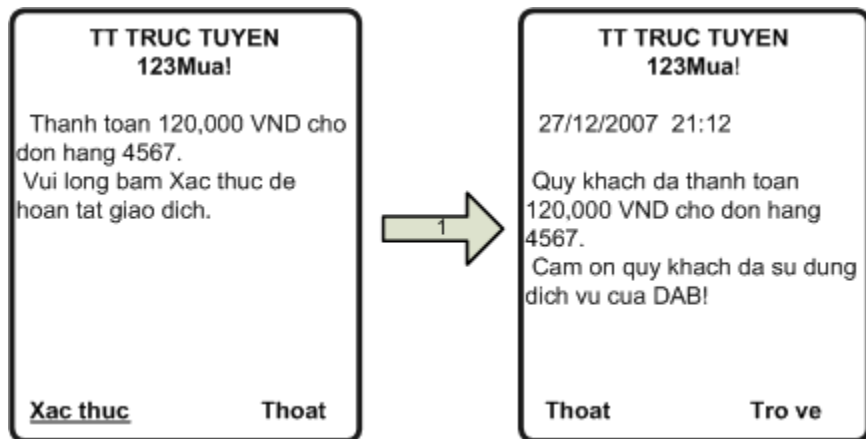 TT TRUC TUYEN
123Mua!
Thanh toan 120,000 VND cho
don hang 4567.
Vui long bam Xac thuc de
hoan tat giao dich.
Xac thuc
Thoat
1
TT TRUC TUYEN
123Mua!
27/12/2007 21:12
Quy khach da thanh toan
120,000 VND cho don hang
4567.
Cam on quy khach da su dung
dich vu cua DAB!
Thoat
Tro ve